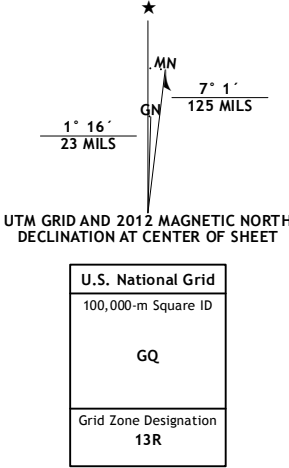 MN
7° 1´
125 MILS
GN
1° 16´
23 MILS
UTM GRID AND 2012 MAGNETIC NORTH
DECLINATION AT CENTER OF SHEET
U.S. National Grid
100,000-m Square ID
GQ
Grid Zone Designation
13R